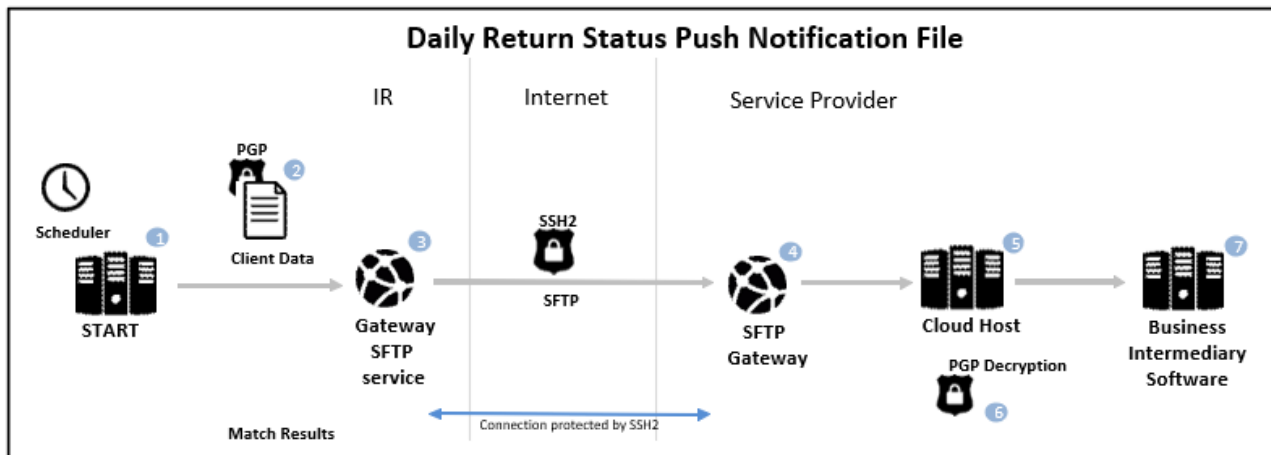 Daily Return Status Push Notification File
IR
Internet
Service Provider
PGP
2
Scheduler
1
Client Data
START
3
Gateway
SFTP
service
SSH2
SFTP
4
SFTP
Gateway
5
Cloud Host
PGP Decryption
6
7
Business
Intermediary
Software
Connection protected by SSH2
Match Results